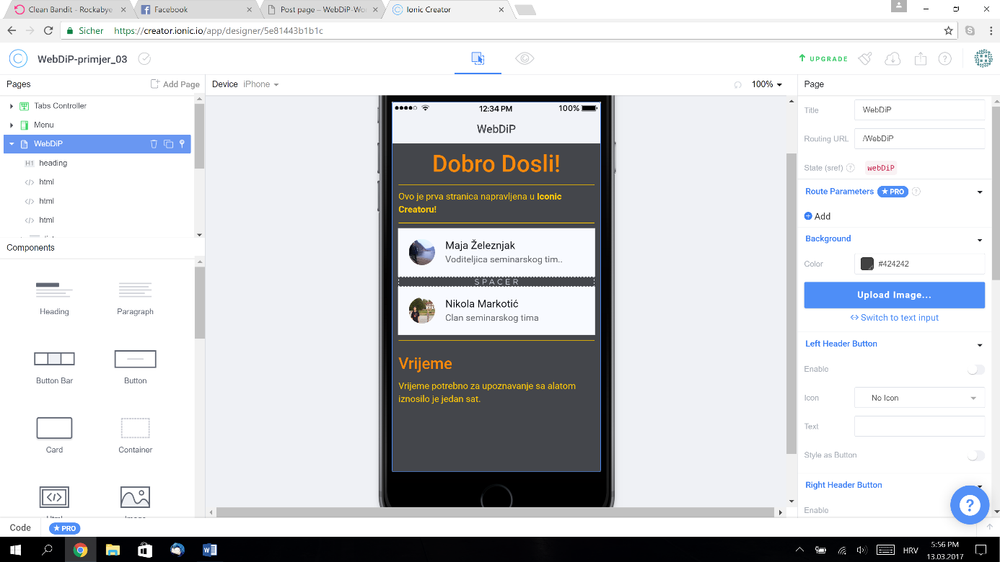 Clean Bandit - Rockabye
Facebook
Post page – WebDiP-Wor
Ionic Creator
Sicher
https://creator.ionic.io/app/designer/5e81443b1b1c
WebDiP-primjer_03
UPGRADE
Pages
Add Page
Device
iPhone
100%
Page
Tabs Controller
Menu
WebDiP
H1 heading
</> html
</> html
</> html
Components
Heading
Paragraph
Button Bar
Button
Card
Container
Html
Image
Code
PRO
12:34 PM
100%
WebDiP
Dobro Dosli!
Ovo je prva stranica napravljena u Iconic
Creatoru!
Maja Železnjak
Voditeljica seminarskog tim..
SPACER
Nikola Markotić
Clan seminarskog tima
Vrijeme
Vrijeme potrebno za upoznavanje sa alatom
iznosilo je jedan sat.
Title
WebDiP
Routing URL
/WebDiP
State (sref) ?
webDiP
Route Parameters
PRO
?
Add
Background
Color
#424242
Upload Image...
Switch to text input
Left Header Button
Enable
Icon
No Icon
Text
Style as Button
Right Header Button
Enable
?
HRV
5:56 PM
13.03.2017